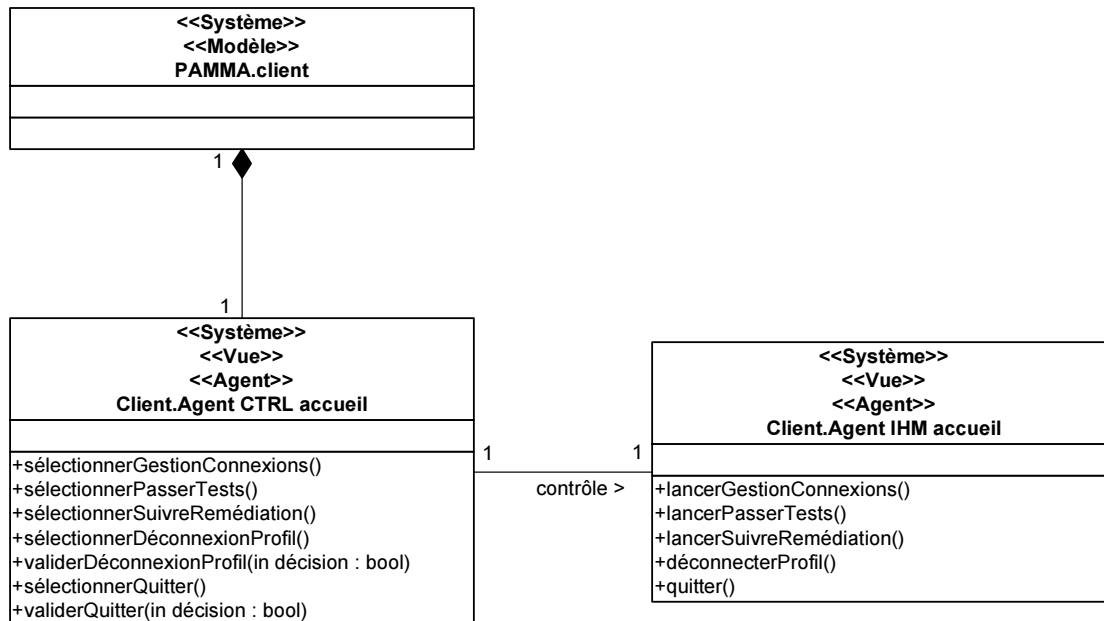 <<Système>>
<<Modèle>>
PAMMA.client
1
1
<<Système>>
<<Vue>>
<<Agent>>
Client.Agent CTRL accueil
+sélectionnerGestionConnexions()
+sélectionnerPasserTests()
+sélectionnerSuivreRemédiation()
+sélectionnerDéconnexionProfil()
+validerDéconnexionProfil(in décision : bool)
+sélectionnerQuitter()
+validerQuitter(in décision : bool)
1
1
contrôle >
<<Système>>
<<Vue>>
<<Agent>>
Client.Agent IHM accueil
+lancerGestionConnexions()
+lancerPasserTests()
+lancerSuivreRemédiation()
+déconnecterProfil()
+quitter()